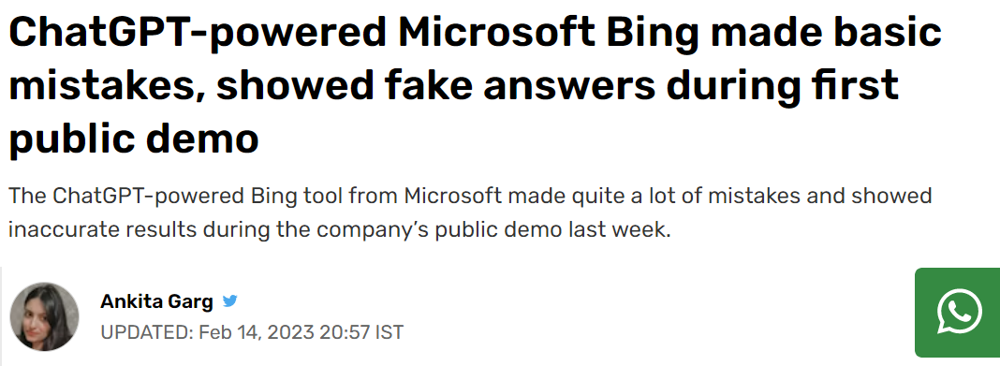 ChatGPT-powered Microsoft Bing made basic
mistakes, showed fake answers during first
public demo
The ChatGPT-powered Bing tool from Microsoft made quite a lot of mistakes and showed
inaccurate results during the company's public demo last week.
Ankita Garg
UPDATED: Feb 14, 2023 20:57 IST